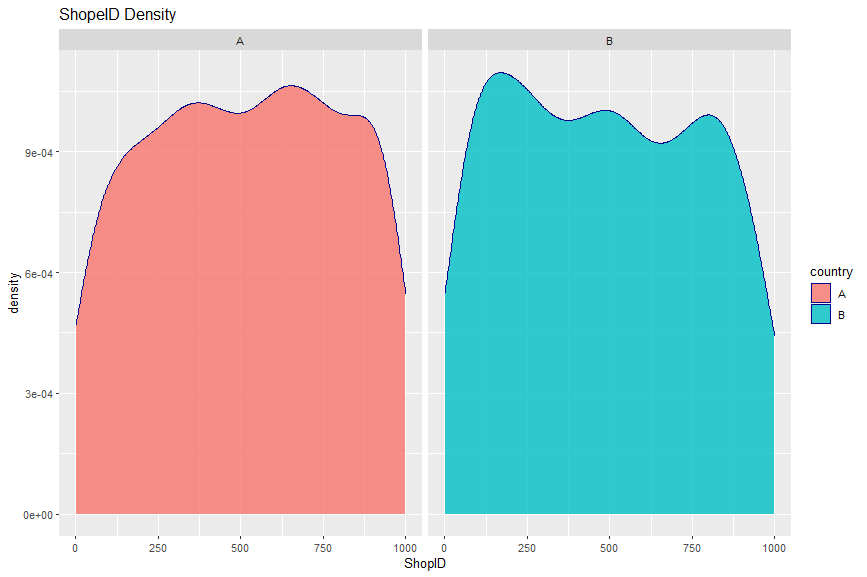 ShopeID Density
A
B
density
9e-04
6e-04
3e-04
0e+00
0 250 500 750 1000
0 250 500 750 1000
ShopID
country
A
B